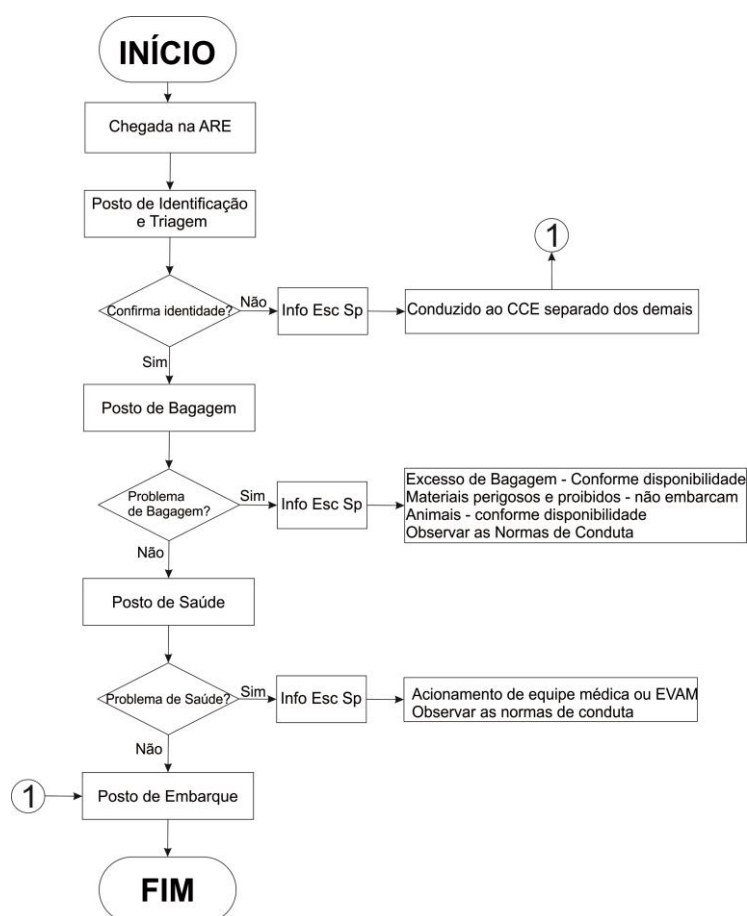 INÍCIO
Chegada na ARE
Posto de Identificação
e Triagem
1
Confirma identidade?
Não
Info Esc Sp
Conduzido ao CCE separado dos demais
Sim
Posto de Bagagem
Problema
de Bagagem?
Sim
Info Esc Sp
Excesso de Bagagem - Conforme disponibilidade
Materiais perigosos e proibidos - não embarcam
Animais - conforme disponibilidade
Observar as Normas de Conduta
Não
Posto de Saúde
Problema de Saúde?
Sim
Info Esc Sp
Acionamento de equipe médica ou EVAM
Observar as normas de conduta
Não
1
Posto de Embarque
FIM